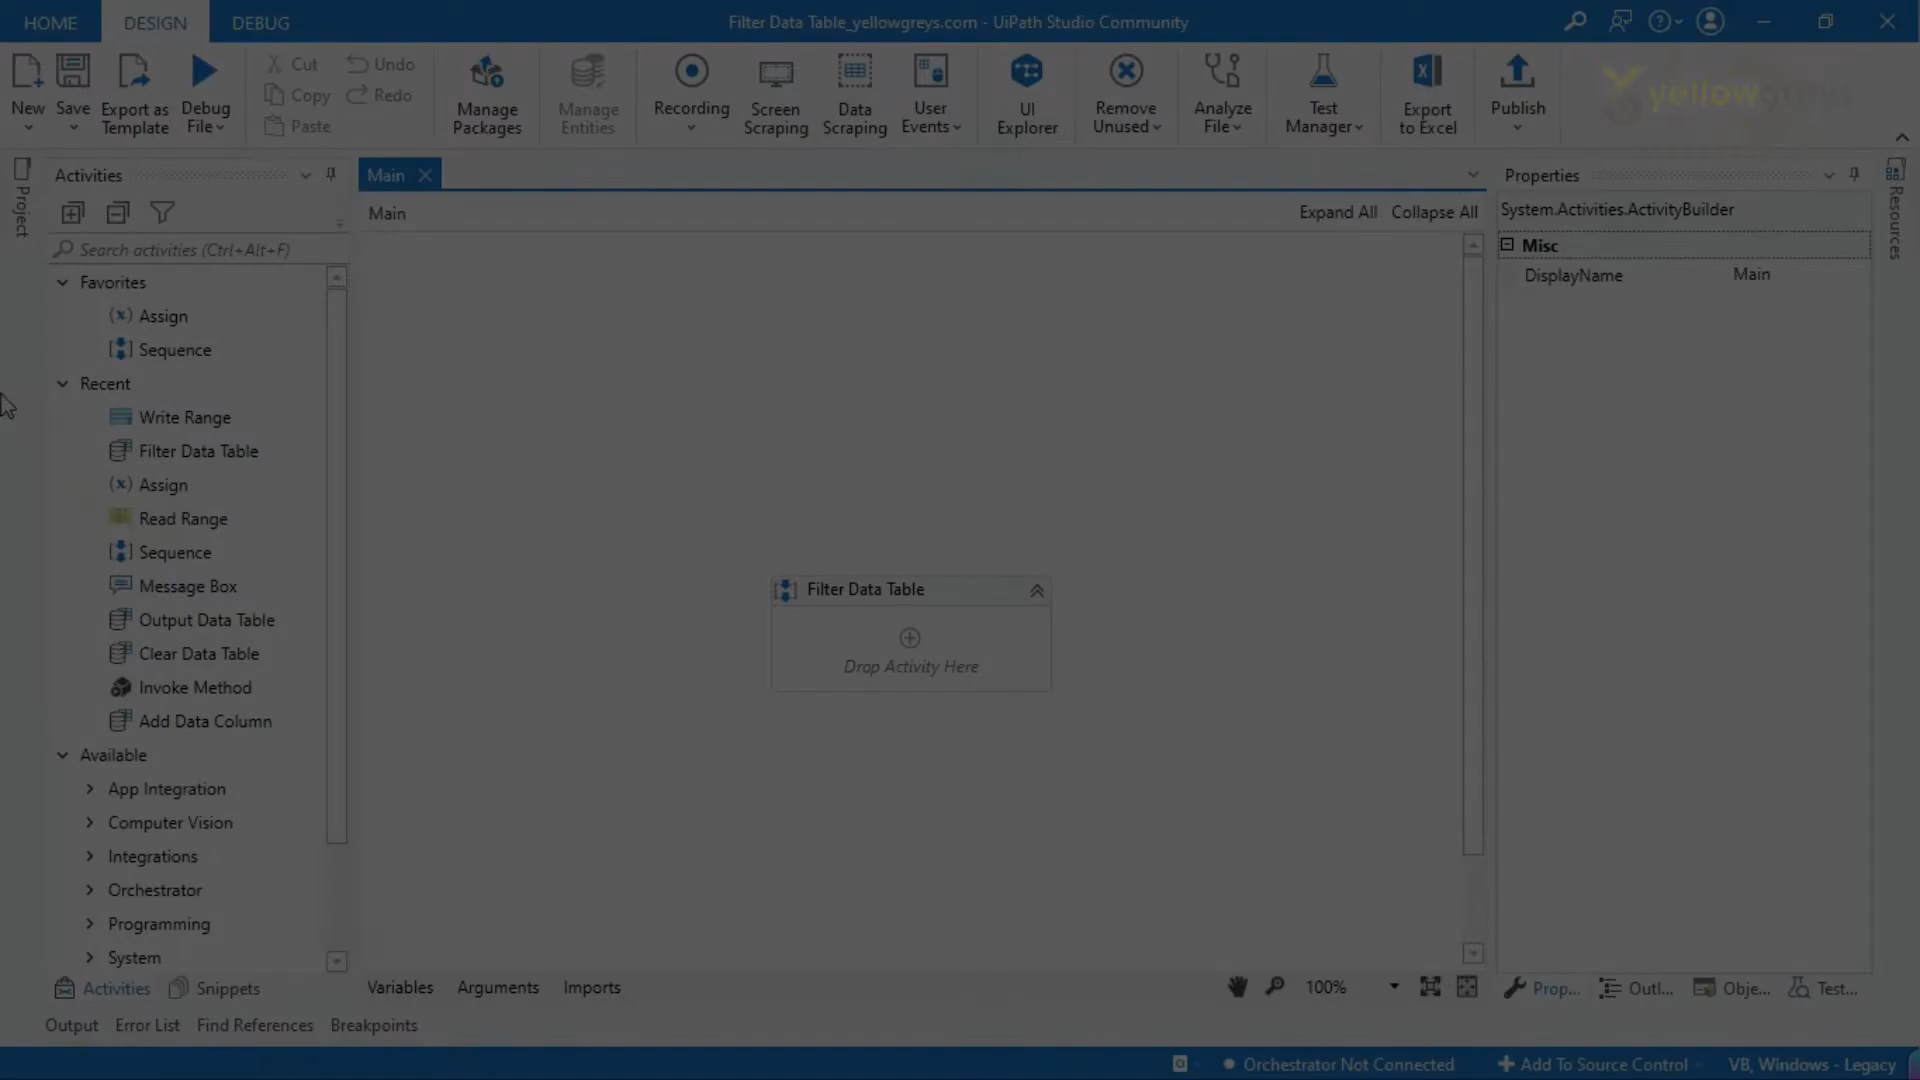 HOME
DESIGN
DEBUG
Filter Data Table_yellowgreys.com - UiPath Studio Community
New
Save
Export as Template
Debug File
Cut
Copy
Paste
Undo
Redo
Manage Packages
Manage Entities
Recording
Screen Scraping
Data Scraping
User Events
UI Explorer
Remove Unused
Analyze File
Test Manager
Export to Excel
Publish
yellowgreys
Project
Activities
Search activities (Ctrl+Alt+F)
Favorites
Assign
Sequence
Recent
Write Range
Filter Data Table
Assign
Read Range
Sequence
Message Box
Output Data Table
Clear Data Table
Invoke Method
Add Data Column
Available
App Integration
Computer Vision
Integrations
Orchestrator
Programming
System
Activities
Snippets
Main
Main
Expand All
Collapse All
Filter Data Table
Drop Activity Here
Variables
Arguments
Imports
100%
Properties
System.Activities.ActivityBuilder
Misc
DisplayName
Main
Resources
Prop...
Outl...
Obje...
Test...
Output
Error List
Find References
Breakpoints
Orchestrator Not Connected
Add To Source Control
VB, Windows - Legacy